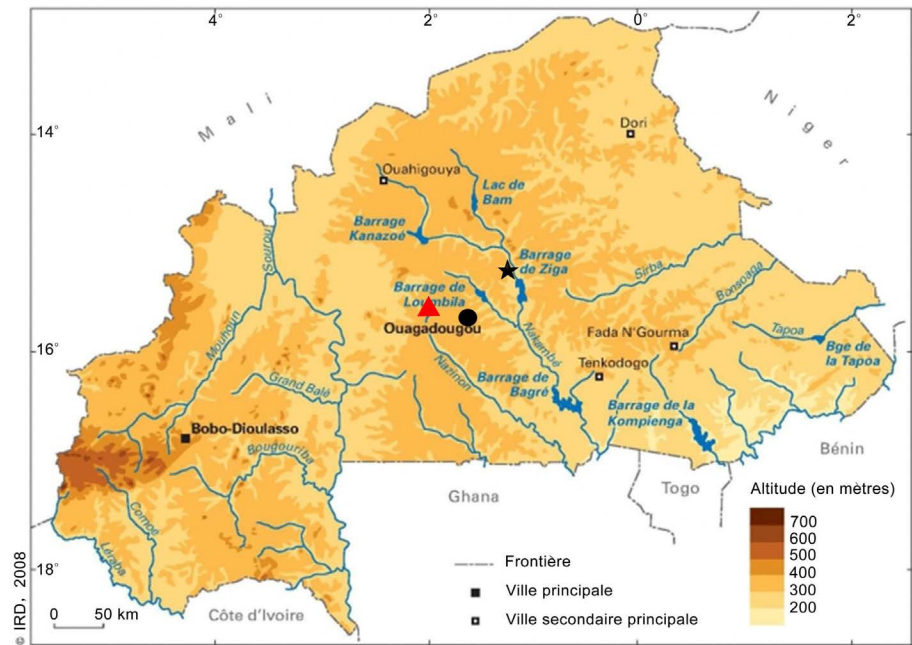 4°
2°
0°
2°
14°
16°
18°
Mali
Niger
Dori
Ouahigouya
Lac de
Bam
Barrage
Kanazoé
Barrage
de Ziga
Sourou
Sirba
Bonsoaga
Barrage de
Loumbila
Ouagadougou
Mouhoun
Nakambé
Fada N'Gourma
Tapoa
Bge de
la Tapoa
Tenkodogo
Nazinon
Grand Balé
Barrage de
Bagré
Barrage de la
Kompienga
Bobo-Dioulasso
Bougouriba
Bénin
Ghana
Togo
Comoé
Léraba
Côte d'Ivoire
Altitude (en mètres)
700
600
500
400
300
200
Frontière
Ville principale
Ville secondaire principale
0 50 km
© IRD, 2008